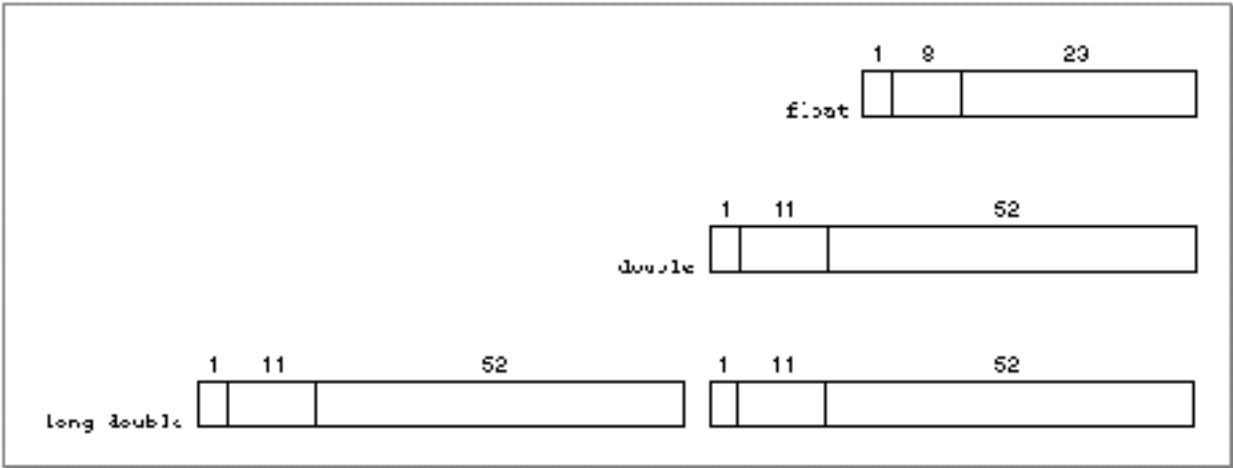 1 8 23
float
1 11 52
double
1 11 52 1 11 52
long double